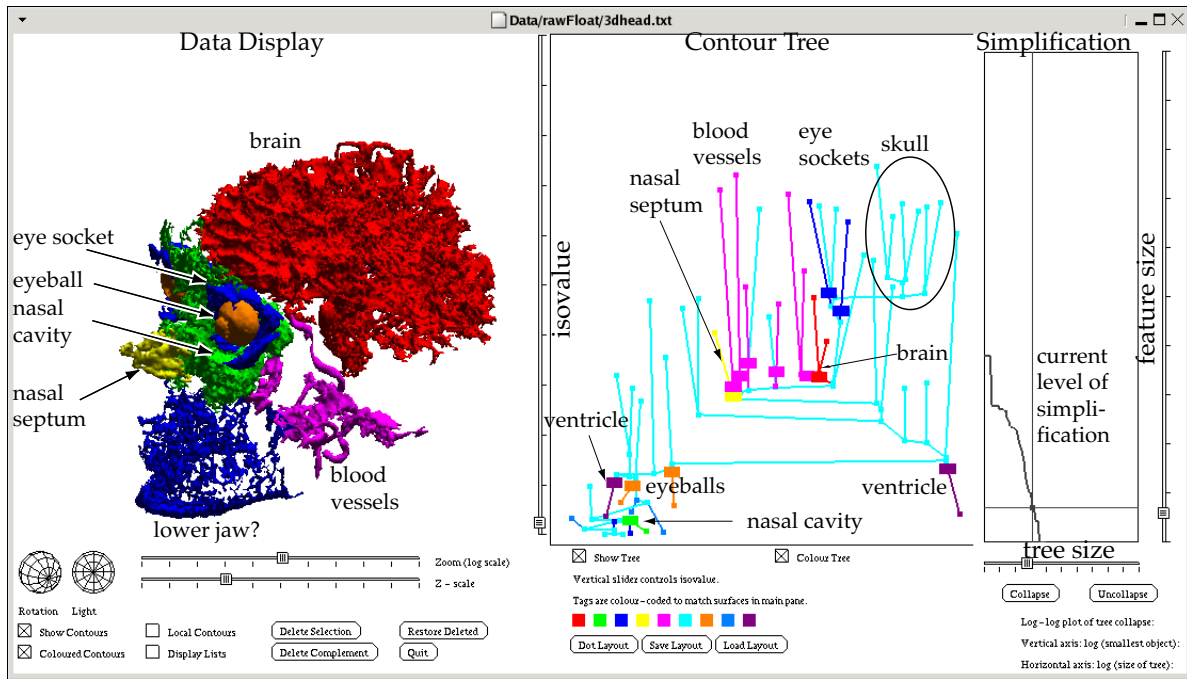 Data/rawFloat/3dhead.txt
Data Display
brain
eye socket
eyeball
nasal
cavity
nasal
septum
blood
vessels
lower jaw?
isovalue
Contour Tree
blood
vessels
eye
sockets
skull
nasal
septum
brain
ventricle
eyeballs
ventricle
nasal cavity
Simplification
feature size
current
level of
simpli-
fication
tree size
Rotation
Light
Zoom (log scale)
Z - scale
Show Contours
Local Contours
Delete Selection
Restore Deleted
Coloured Contours
Display Lists
Delete Complement
Quit
Show Tree
Colour Tree
Vertical slider controls isovalue.
Tags are colour-coded to match surfaces in main pane.
Dot Layout
Save Layout
Load Layout
Collapse
Uncollapse
Log-log plot of tree collapse:
Vertical axis: log (smallest object):
Horizontal axis: log (size of tree):